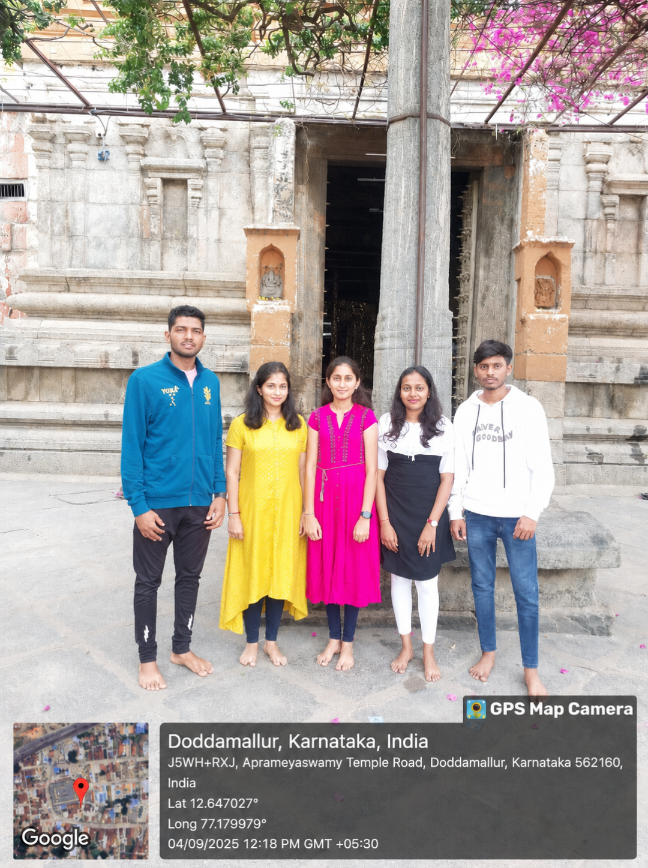 GPS Map Camera
Doddamallur, Karnataka, India
J5WH+RXJ, Aprameyaswamy Temple Road, Doddamallur, Karnataka 562160,
India
Lat 12.647027°
Long 77.179979°
04/09/2025 12:18 PM GMT +05:30
Google
GOODBAY